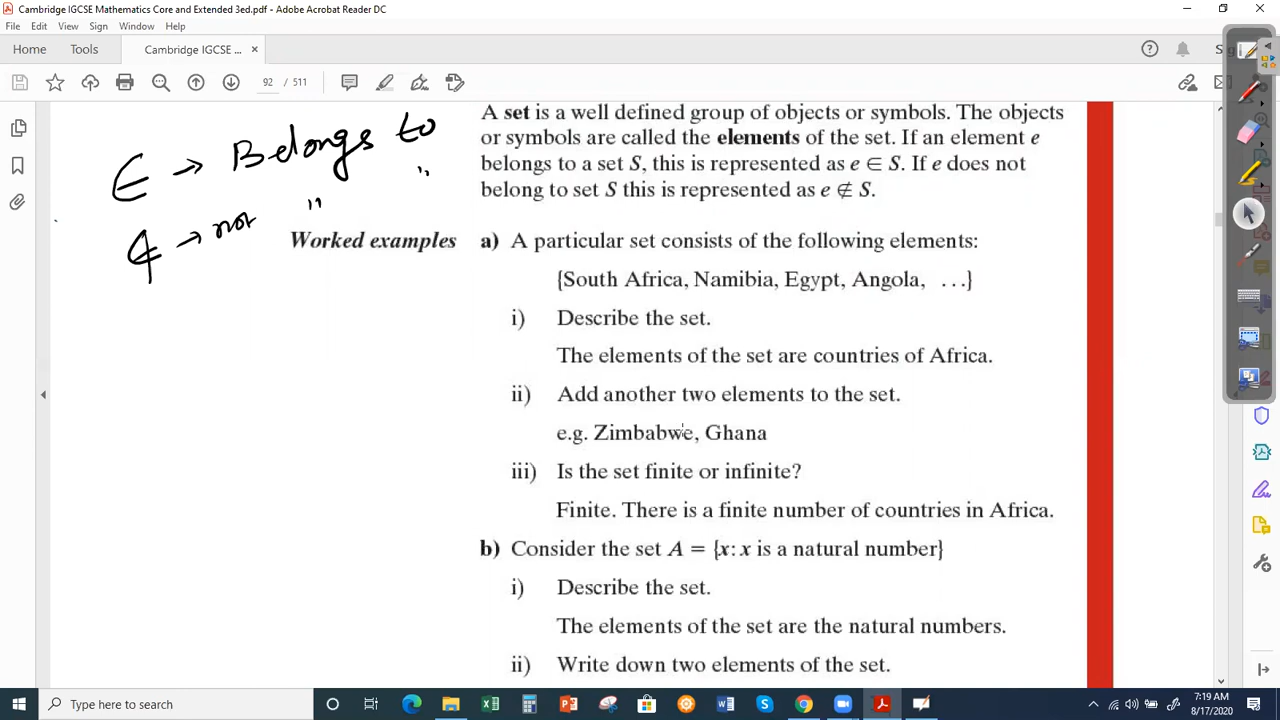 Cambridge IGCSE Mathematics Core and Extended 3ed.pdf - Adobe Acrobat Reader DC
File Edit View Sign Window Help
Home Tools Cambridge IGCSE ... ×
92 / 511
∈ → Belongs to
∉ → not " "
A set is a well defined group of objects or symbols. The objects
or symbols are called the elements of the set. If an element e
belongs to a set S, this is represented as e ∈ S. If e does not
belong to set S this is represented as e ∉ S.
Worked examples a) A particular set consists of the following elements:
{South Africa, Namibia, Egypt, Angola, ...}
i) Describe the set.
The elements of the set are countries of Africa.
ii) Add another two elements to the set.
e.g. Zimbabwe, Ghana
iii) Is the set finite or infinite?
Finite. There is a finite number of countries in Africa.
b) Consider the set A = {x: x is a natural number}
i) Describe the set.
The elements of the set are the natural numbers.
ii) Write down two elements of the set.
Type here to search
ENG
7:19 AM
8/17/2020